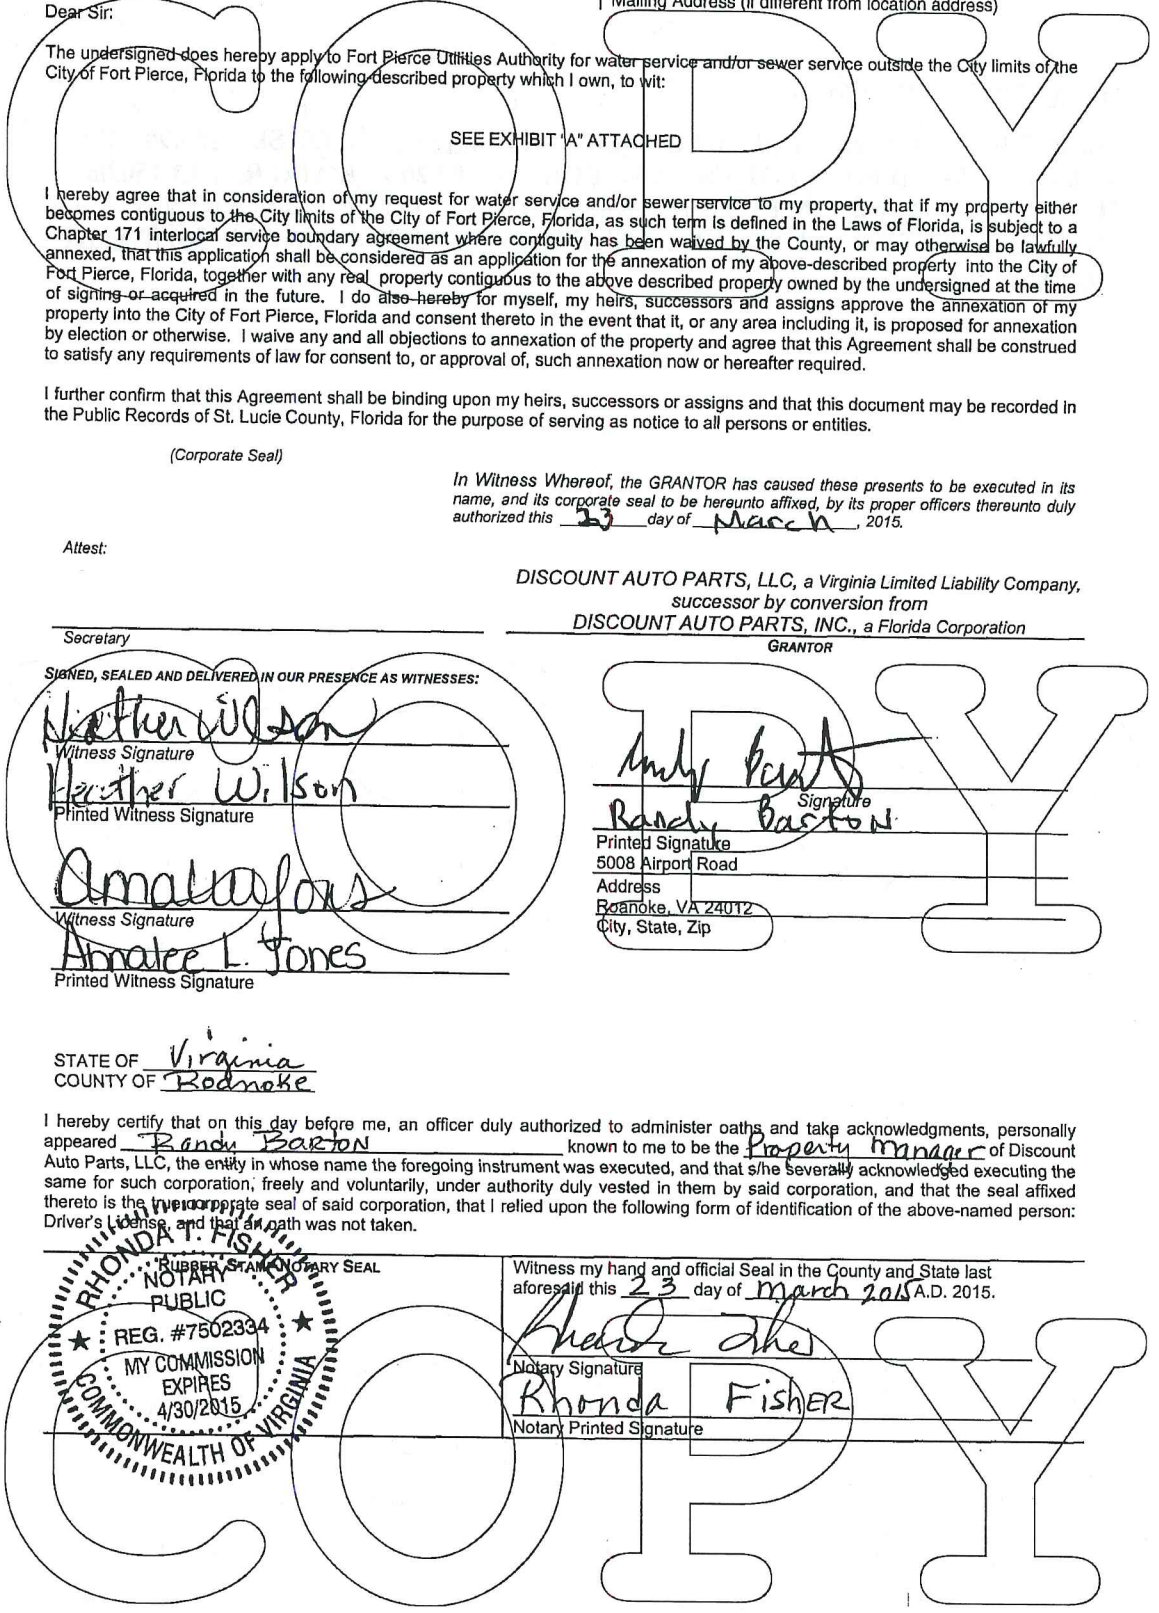 Dear Sir:
Mailing Address (if different from location address)
The undersigned does hereby apply to Fort Pierce Utilities Authority for water service and/or sewer service outside the City limits of the
City of Fort Pierce, Florida to the following described property which I own, to wit:
SEE EXHIBIT "A" ATTACHED
I hereby agree that in consideration of my request for water service and/or sewer service to my property, that if my property either
becomes contiguous to the City limits of the City of Fort Pierce, Florida, as such term is defined in the Laws of Florida, is subject to a
Chapter 171 interlocal service boundary agreement where contiguity has been waived by the County, or may otherwise be lawfully
annexed, that this application shall be considered as an application for the annexation of my above-described property into the City of
Fort Pierce, Florida, together with any real property contiguous to the above described property owned by the undersigned at the time
of signing or acquired in the future. I do also hereby for myself, my heirs, successors and assigns approve the annexation of my
property into the City of Fort Pierce, Florida and consent thereto in the event that it, or any area including it, is proposed for annexation
by election or otherwise. I waive any and all objections to annexation of the property and agree that this Agreement shall be construed
to satisfy any requirements of law for consent to, or approval of, such annexation now or hereafter required.
I further confirm that this Agreement shall be binding upon my heirs, successors or assigns and that this document may be recorded in
the Public Records of St. Lucie County, Florida for the purpose of serving as notice to all persons or entities.
(Corporate Seal)
In Witness Whereof, the GRANTOR has caused these presents to be executed in its
name, and its corporate seal to be hereunto affixed, by its proper officers thereunto duly
authorized this 23 day of March, 2015.
Attest:
DISCOUNT AUTO PARTS, LLC, a Virginia Limited Liability Company,
successor by conversion from
DISCOUNT AUTO PARTS, INC., a Florida Corporation
Secretary
GRANTOR
SIGNED, SEALED AND DELIVERED IN OUR PRESENCE AS WITNESSES:
Heather Wilson
Witness Signature
Heather Wilson
Printed Witness Signature
Randy Barton
Signature
Randy Barton
Printed Signature
5008 Airport Road
Address
Roanoke, VA 24012
City, State, Zip
Witness Signature
Annalee L. Jones
Printed Witness Signature
STATE OF Virginia
COUNTY OF Roanoke
I hereby certify that on this day before me, an officer duly authorized to administer oaths and take acknowledgments, personally
appeared Randy Barton known to me to be the Property Manager of Discount
Auto Parts, LLC, the entity in whose name the foregoing instrument was executed, and that s/he severally acknowledged executing the
same for such corporation, freely and voluntarily, under authority duly vested in them by said corporation, and that the seal affixed
thereto is the true corporate seal of said corporation, that I relied upon the following form of identification of the above-named person:
Driver's License, and that an oath was not taken.
RUBBER STAMP NOTARY SEAL
RHONDA T. FISHER
NOTARY
PUBLIC
REG. #7502334
MY COMMISSION
EXPIRES
4/30/2015
COMMONWEALTH OF VIRGINIA
Witness my hand and official Seal in the County and State last
aforesaid this 23 day of March 2015 A.D. 2015.
Notary Signature
Rhonda Fisher
Notary Printed Signature
COPY
COPY
COPY